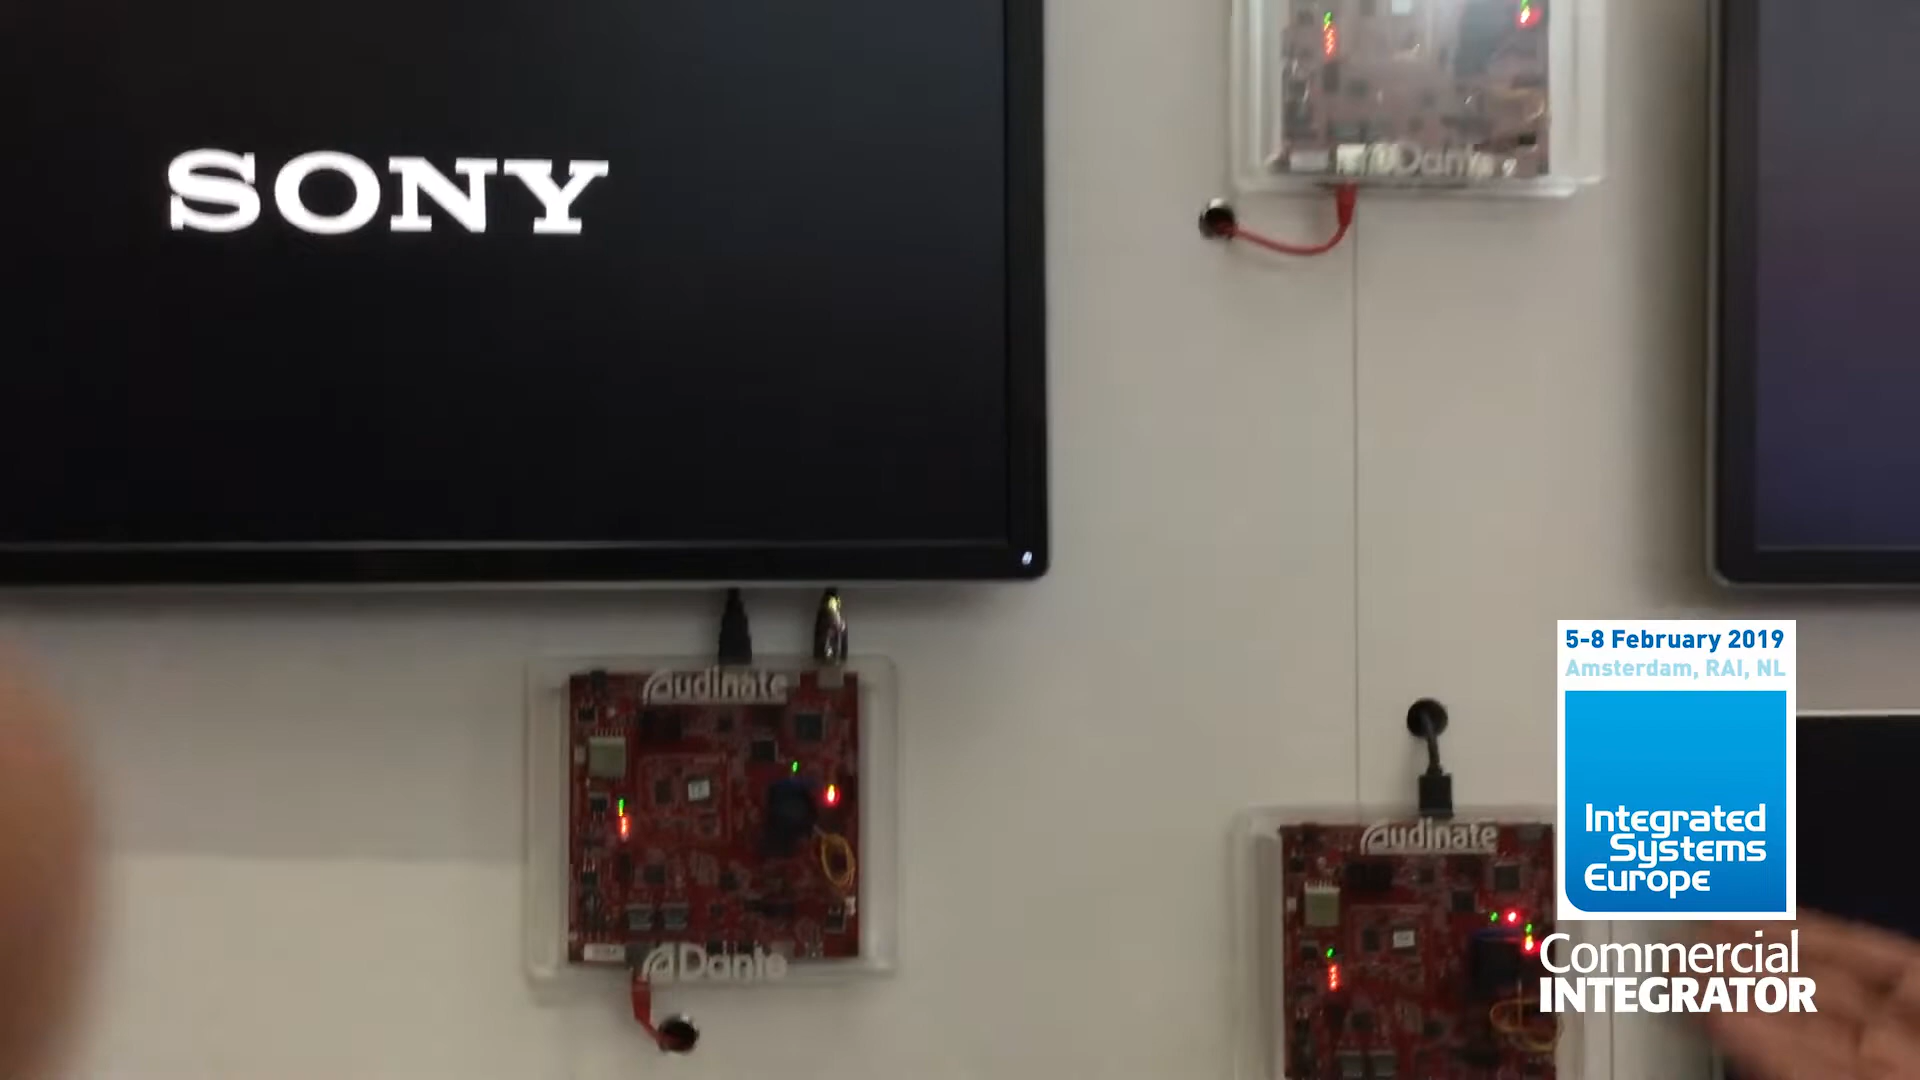 SONY
Dante
Audinate
Dante
Audinate
5-8 February 2019
Amsterdam, RAI, NL
Integrated
Systems
Europe
Commercial
INTEGRATOR